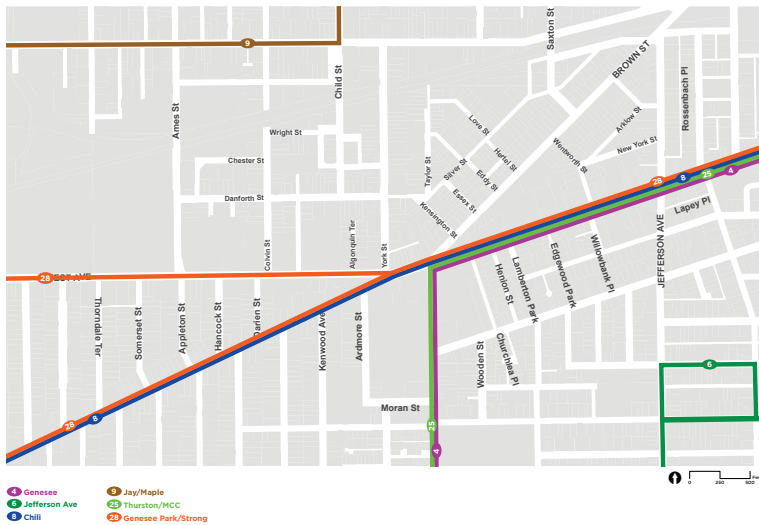 9
Saxton St
BROWN ST
Rossenbach Pl
Child St
Ames St
Wright St
Love St
Arklow St
Hertel St
Wentworth St
New York St
Chester St
Taylor St
Silver St
Eddy St
28
8
25
4
Danforth St
Essex St
Lapey Pl
Kensington St
Colvin St
Algonquin Ter
York St
JEFFERSON AVE
Willowbank Pl
Edgewood Park
Lamberton Park
Henion St
28
AVE
Thorndale Ter
Somerset St
Appleton St
Hancock St
Darien St
Kenwood Ave
Ardmore St
Wooden St
Churchlea Pl
6
Moran St
28
8
25
4
0 250 500
4 Genesee
6 Jefferson Ave
8 Chili
9 Jay/Maple
25 Thurston/MCC
28 Genesee Park/Strong